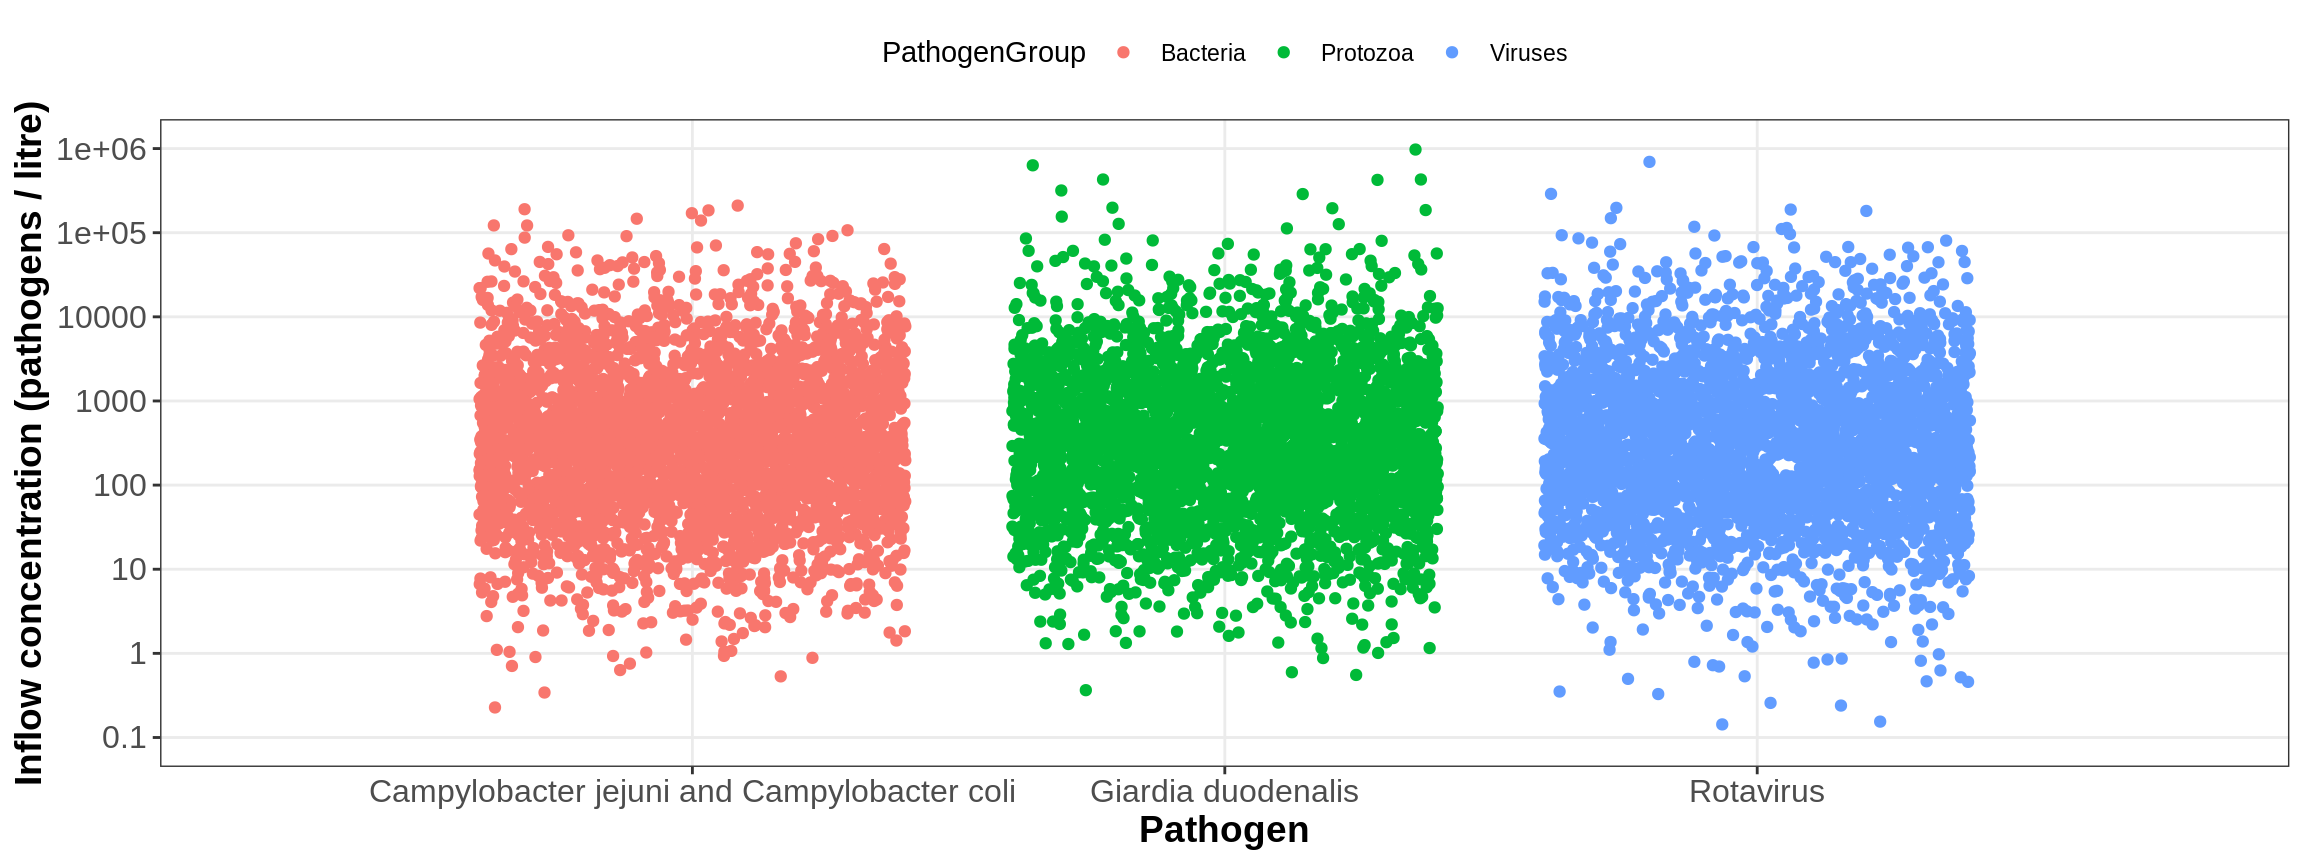 PathogenGroup Bacteria Protozoa Viruses
Inflow concentration (pathogens / litre)
1e+06
1e+05
10000
1000
100
10
1
0.1
Campylobacter jejuni and Campylobacter coli Giardia duodenalis Rotavirus
Pathogen